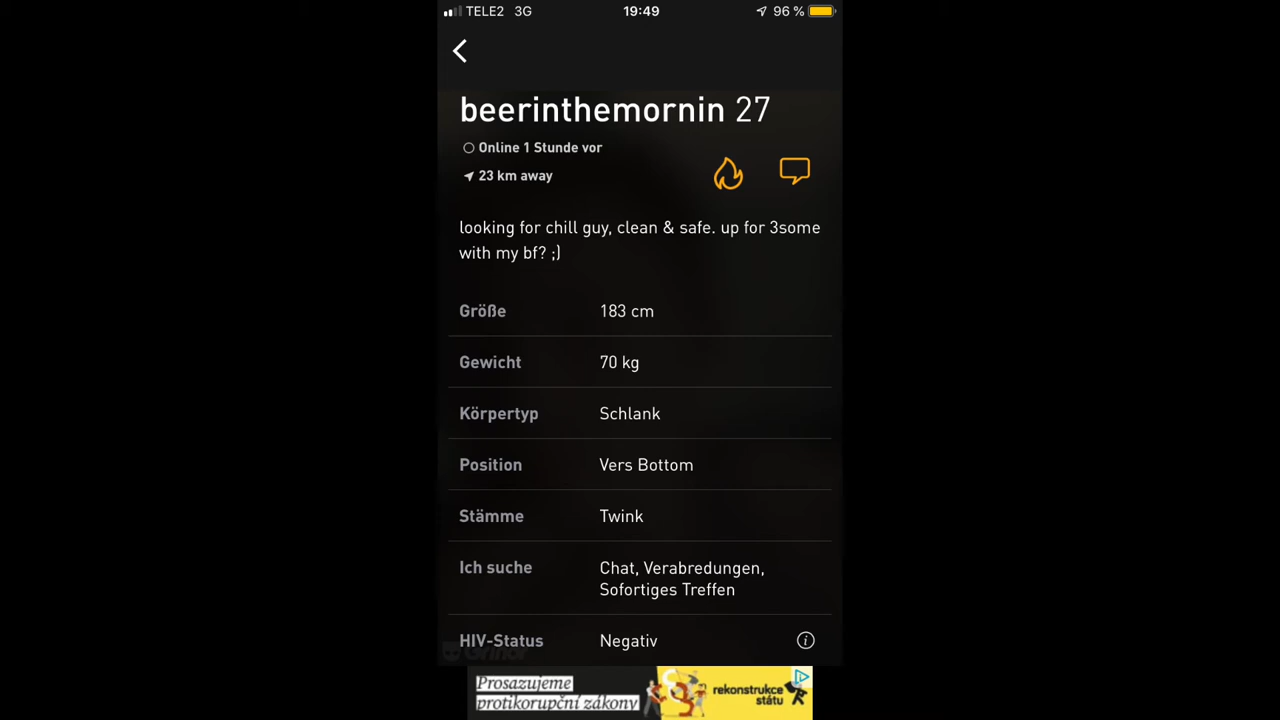 TELE2 3G 19:49 96 %
beerinthemornin 27
Online 1 Stunde vor
23 km away
looking for chill guy, clean & safe. up for 3some
with my bf? ;)
Größe 183 cm
Gewicht 70 kg
Körpertyp Schlank
Position Vers Bottom
Stämme Twink
Ich suche Chat, Verabredungen,
Sofortiges Treffen
HIV-Status Negativ
Grindr
Prosazujeme
protikorupční zákony
rekonstrukce
státu